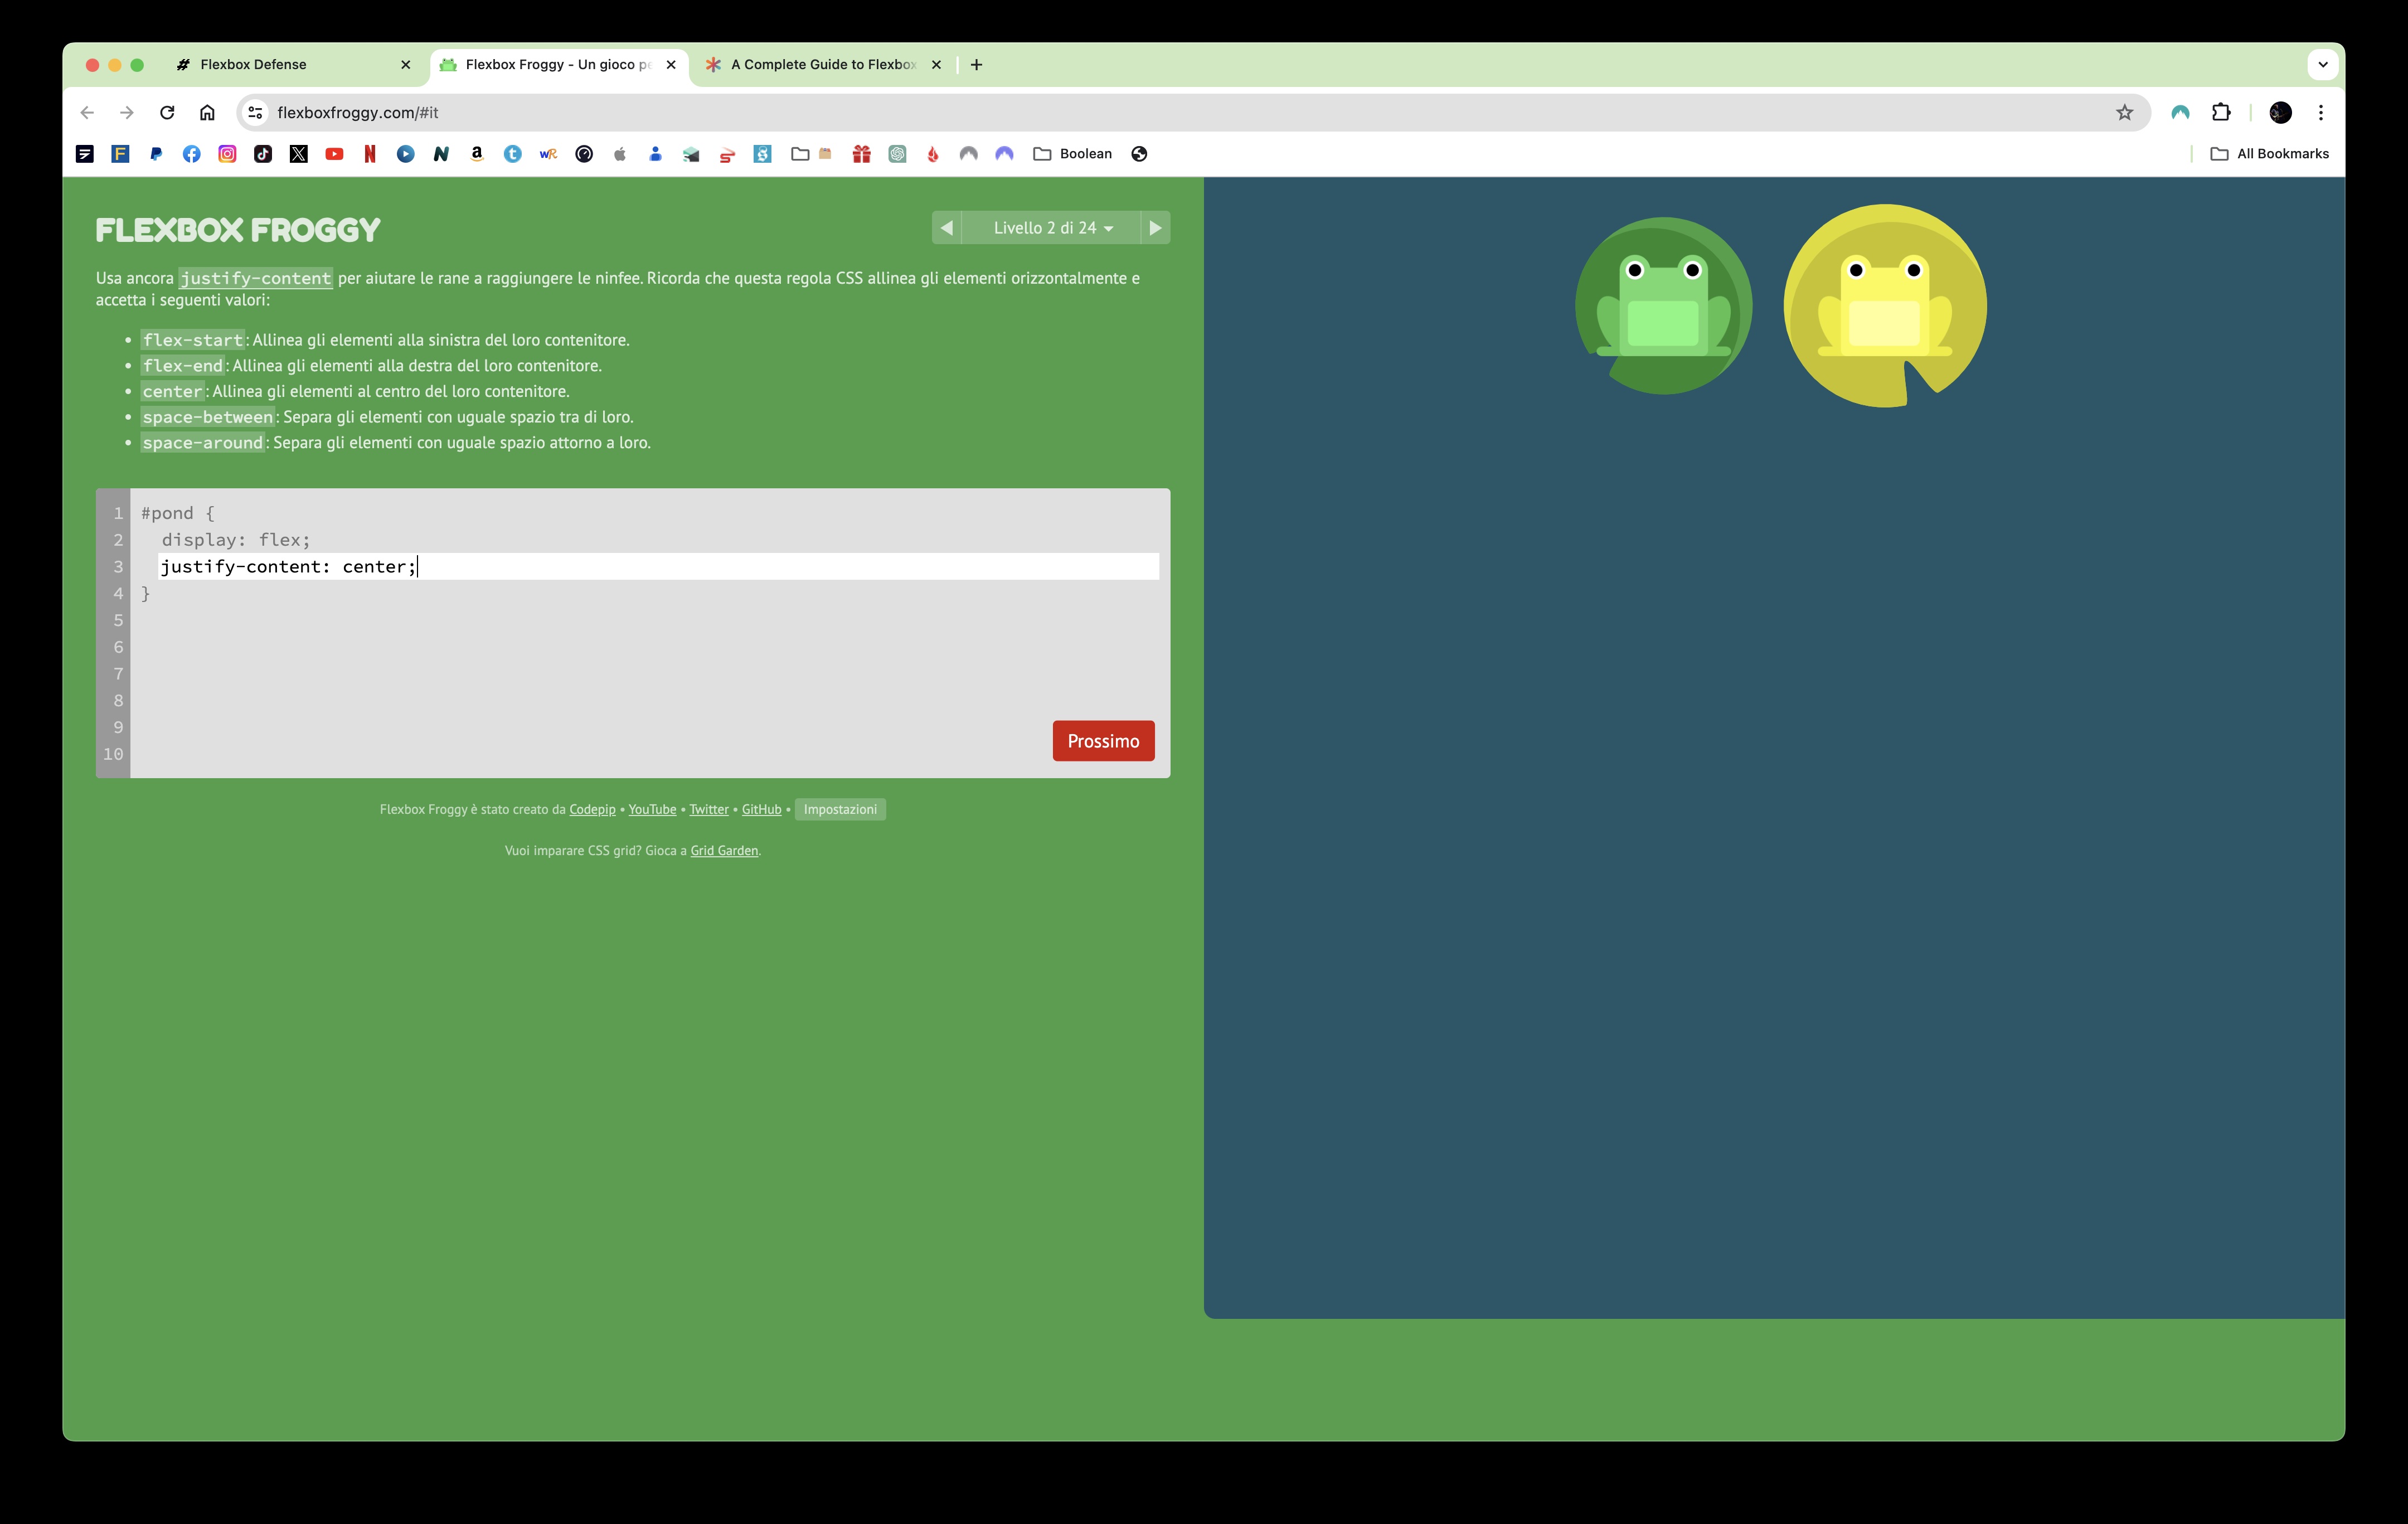 Flexbox Defense
Flexbox Froggy - Un gioco pe
A Complete Guide to Flexbox
flexboxfroggy.com/#it
Boolean
All Bookmarks
FLEXBOX FROGGY
Livello 2 di 24
Usa ancora justify-content per aiutare le rane a raggiungere le ninfee. Ricorda che questa regola CSS allinea gli elementi orizzontalmente e
accetta i seguenti valori:
• flex-start: Allinea gli elementi alla sinistra del loro contenitore.
• flex-end: Allinea gli elementi alla destra del loro contenitore.
• center: Allinea gli elementi al centro del loro contenitore.
• space-between: Separa gli elementi con uguale spazio tra di loro.
• space-around: Separa gli elementi con uguale spazio attorno a loro.
1 #pond {
2 display: flex;
3 justify-content: center;
4 }
5
6
7
8
9
10
Prossimo
Flexbox Froggy è stato creato da Codepip • YouTube • Twitter • GitHub • Impostazioni
Vuoi imparare CSS grid? Gioca a Grid Garden.